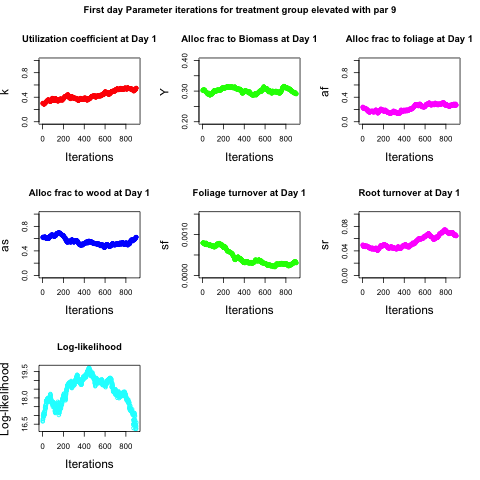 First day Parameter iterations for treatment group elevated with par 9
Utilization coefficient at Day 1
k
0.0 0.4 0.8
0 200 400 600 800
Iterations
Alloc frac to Biomass at Day 1
Y
0.20 0.30 0.40
0 200 400 600 800
Iterations
Alloc frac to foliage at Day 1
af
0.0 0.4 0.8
0 200 400 600 800
Iterations
Alloc frac to wood at Day 1
as
0.0 0.4 0.8
0 200 400 600 800
Iterations
Foliage turnover at Day 1
sf
0.0000 0.0010
0 200 400 600 800
Iterations
Root turnover at Day 1
sr
0.00 0.04 0.08
0 200 400 600 800
Iterations
Log-likelihood
Log-likelihood
16.5 18.0 19.5
0 200 400 600 800
Iterations